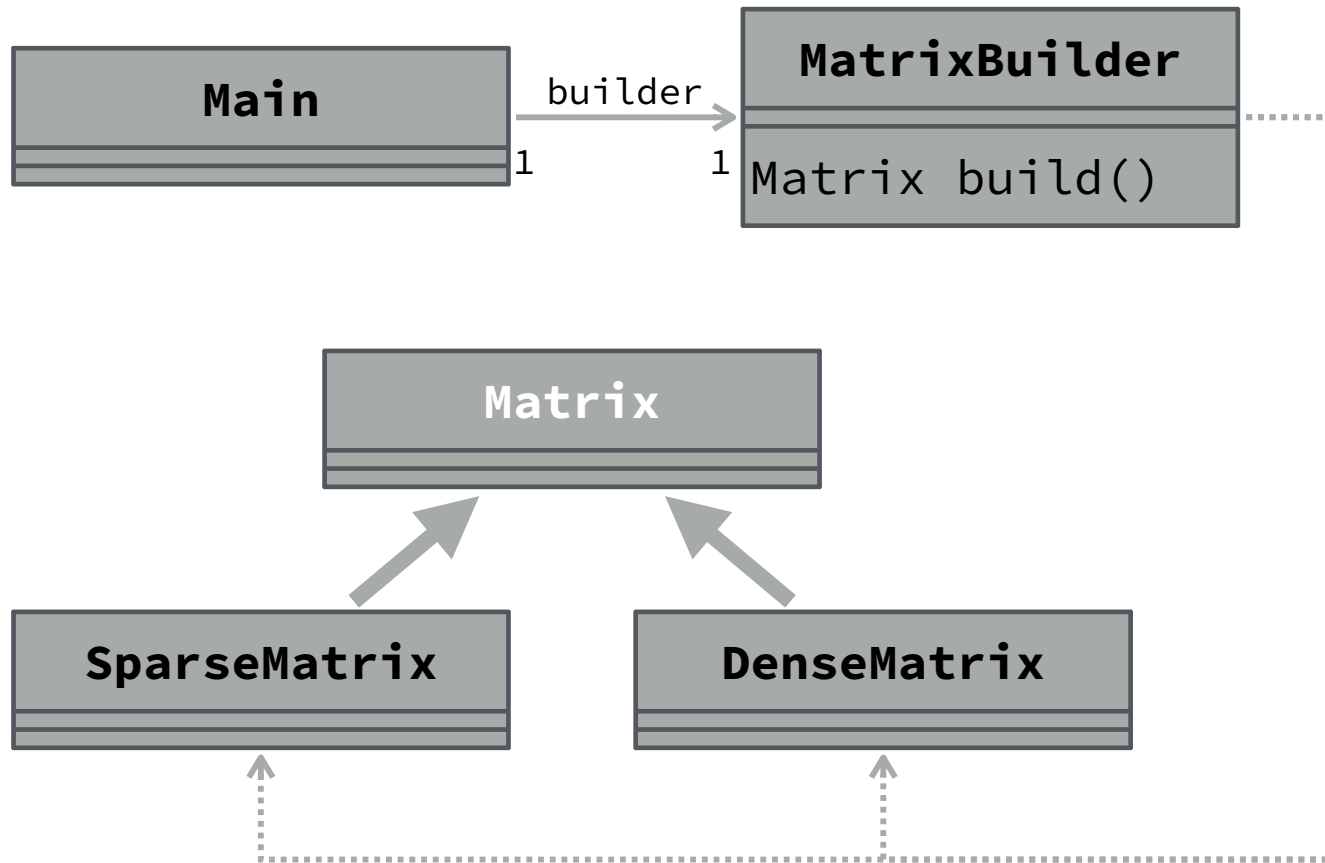 Main
builder
1
1
MatrixBuilder
Matrix build()
Matrix
SparseMatrix
DenseMatrix